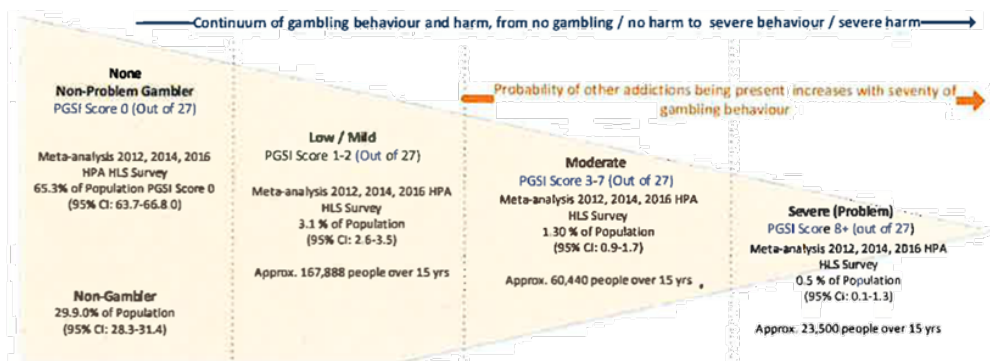 Continuum of gambling behaviour and harm, from no gambling / no harm to severe behaviour / severe harm
None
Non-Problem Gambler
PGSI Score 0 (Out of 27)
Meta-analysis 2012, 2014, 2016
HPA HLS Survey
65.3% of Population PGSI Score 0
(95% CI: 63.7-66.8.0)
Non-Gambler
29.9.0% of Population
(95% CI: 28.3-31.4)
Low / Mild
PGSI Score 1-2 (Out of 27)
Meta-analysis 2012, 2014, 2016 HPA
HLS Survey
3.1 % of Population
(95% CI: 2.6-3.5)
Approx. 167,888 people over 15 yrs
Probability of other addictions being present increases with severity of
gambling behaviour
Moderate
PGSI Score 3-7 (Out of 27)
Meta-analysis 2012, 2014, 2016 HPA
HLS Survey
1.30 % of Population
(95% CI: 0.9-1.7)
Approx. 60,440 people over 15 yrs
Severe (Problem)
PGSI Score 8+ (out of 27)
Meta-analysis 2012, 2014, 2016 HPA
HLS Survey
0.5 % of Population
(95% CI: 0.1-1.3)
Approx. 23,500 people over 15 yrs